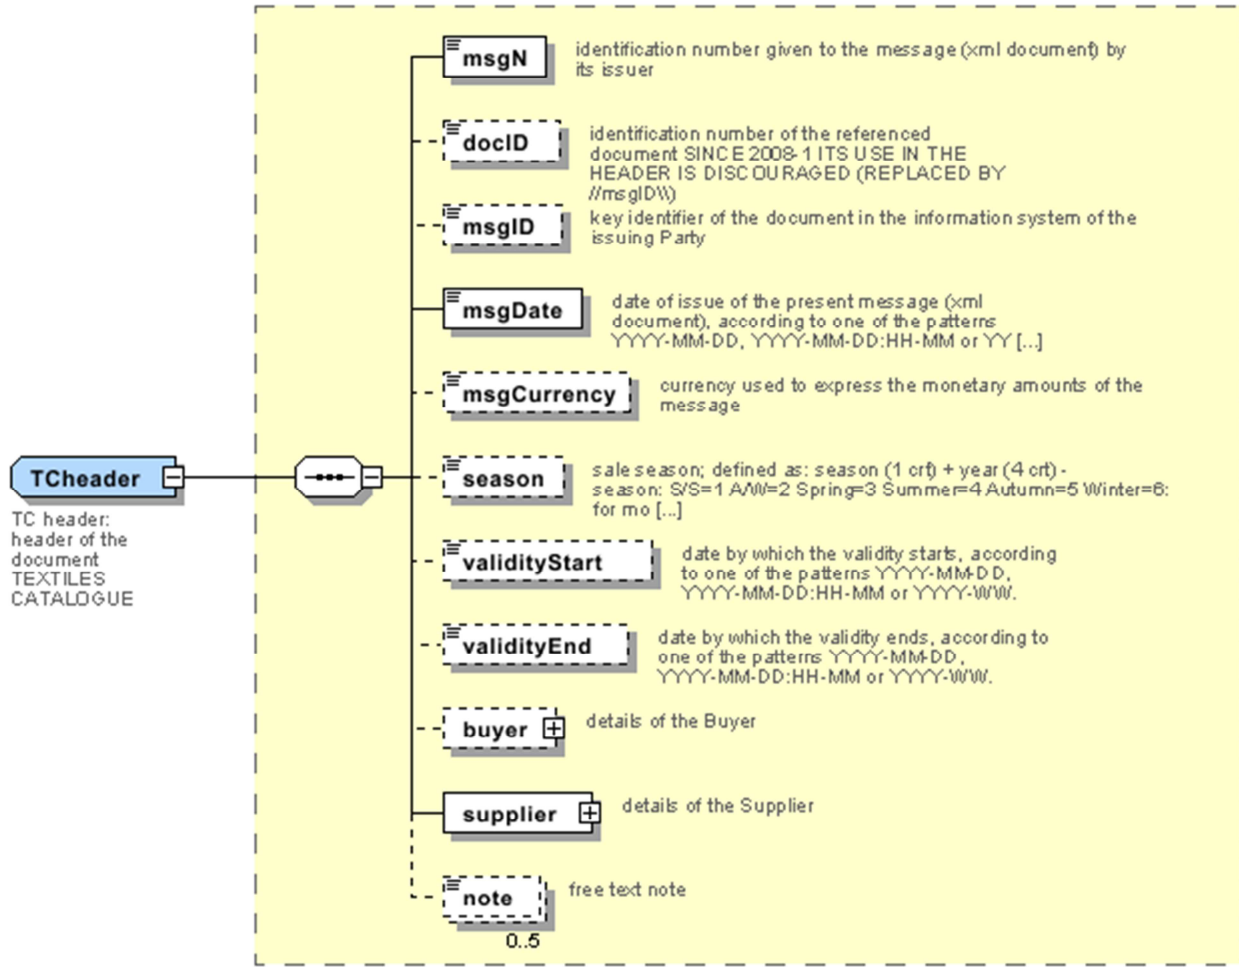 msgN
identification number given to the message (xml document) by
its issuer
docID
identification number of the referenced
document SINCE 2008-1 ITS USE IN THE
HEADER IS DISCOURAGED (REPLACED BY
//msgID\\)
msgID
key identifier of the document in the information system of the
issuing Party
msgDate
date of issue of the present message (xml
document), according to one of the patterns
YYYY-MM-DD, YYYY-MM-DD:HH-MM or YY [...]
msgCurrency
currency used to express the monetary amounts of the
message
TCheader
TC header:
header of the
document
TEXTILES
CATALOGUE
season
sale season; defined as: season (1 crt) + year (4 crt) -
season: S/S=1 A/W=2 Spring=3 Summer=4 Autumn=5 Winter=6:
for mo [...]
validityStart
date by which the validity starts, according
to one of the patterns YYYY-MM-DD,
YYYY-MM-DD:HH-MM or YYYY-WW.
validityEnd
date by which the validity ends, according to
one of the patterns YYYY-MM-DD,
YYYY-MM-DD:HH-MM or YYYY-WW.
buyer
details of the Buyer
supplier
details of the Supplier
note
free text note
0..5